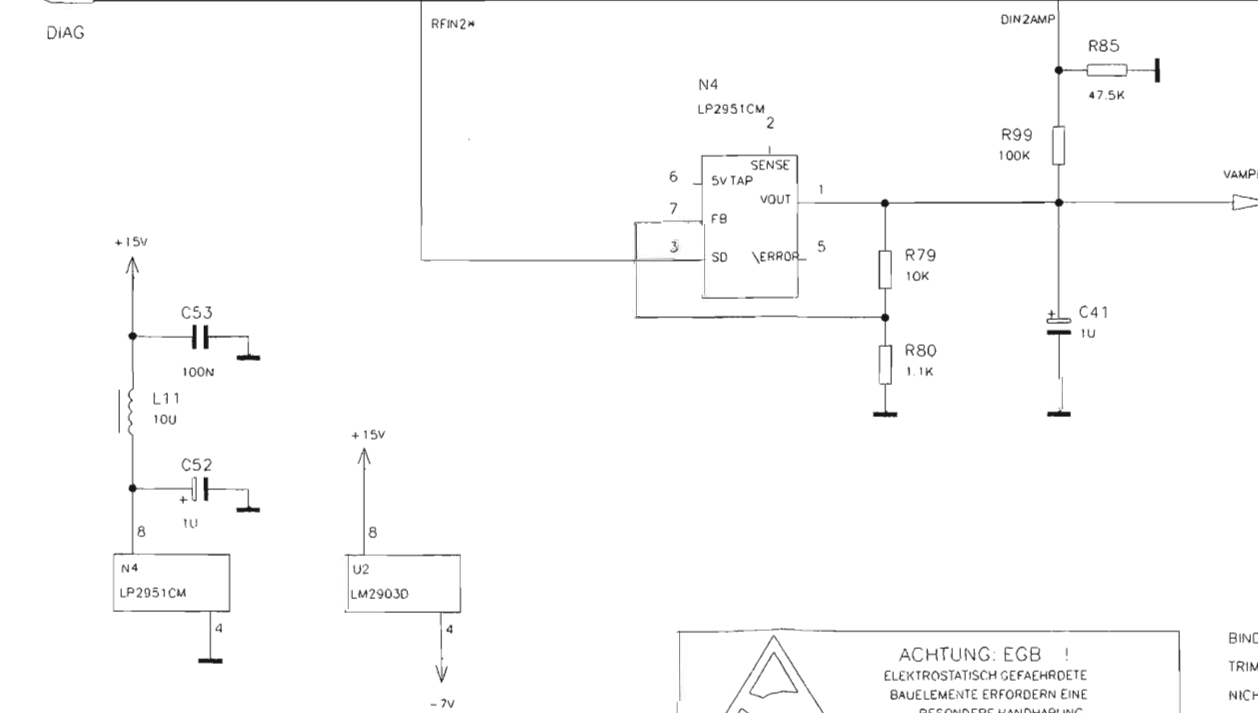 DIAG
RFIN2*
DIN2AMP
R85
47.5K
N4
LP2951CM
2
R99
100K
SENSE
6
5V TAP
VOUT
1
7
FB
3
SD
\ERROR
5
R79
10K
+15V
C53
100N
C41
+
1U
R80
1.1K
L11
10U
+15V
C52
+
1U
8
8
N4
LP2951CM
U2
LM2903D
4
4
-7V
ACHTUNG: EGB !
ELEKTROSTATISCH GEFAEHRDETE
BAUELEMENTE ERFORDERN EINE
BESONDERE HANDHABUNG